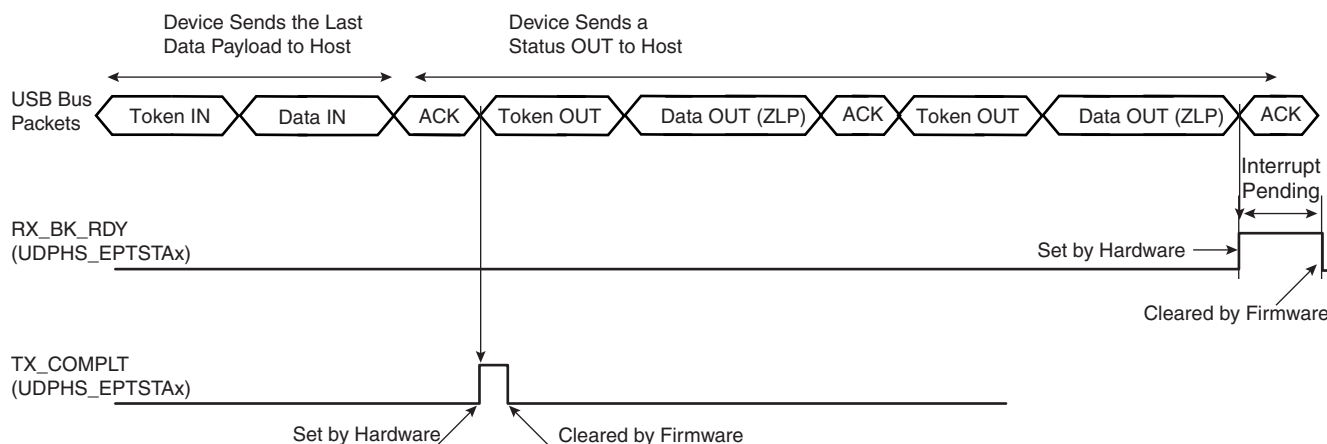 Device Sends the Last
Data Payload to Host
Device Sends a
Status OUT to Host
USB Bus
Packets
Token IN
Data IN
ACK
Token OUT
Data OUT (ZLP)
ACK
Token OUT
Data OUT (ZLP)
ACK
Interrupt
Pending
RX_BK_RDY
(UDPHS_EPTSTAx)
Set by Hardware
Cleared by Firmware
TX_COMPLT
(UDPHS_EPTSTAx)
Set by Hardware
Cleared by Firmware